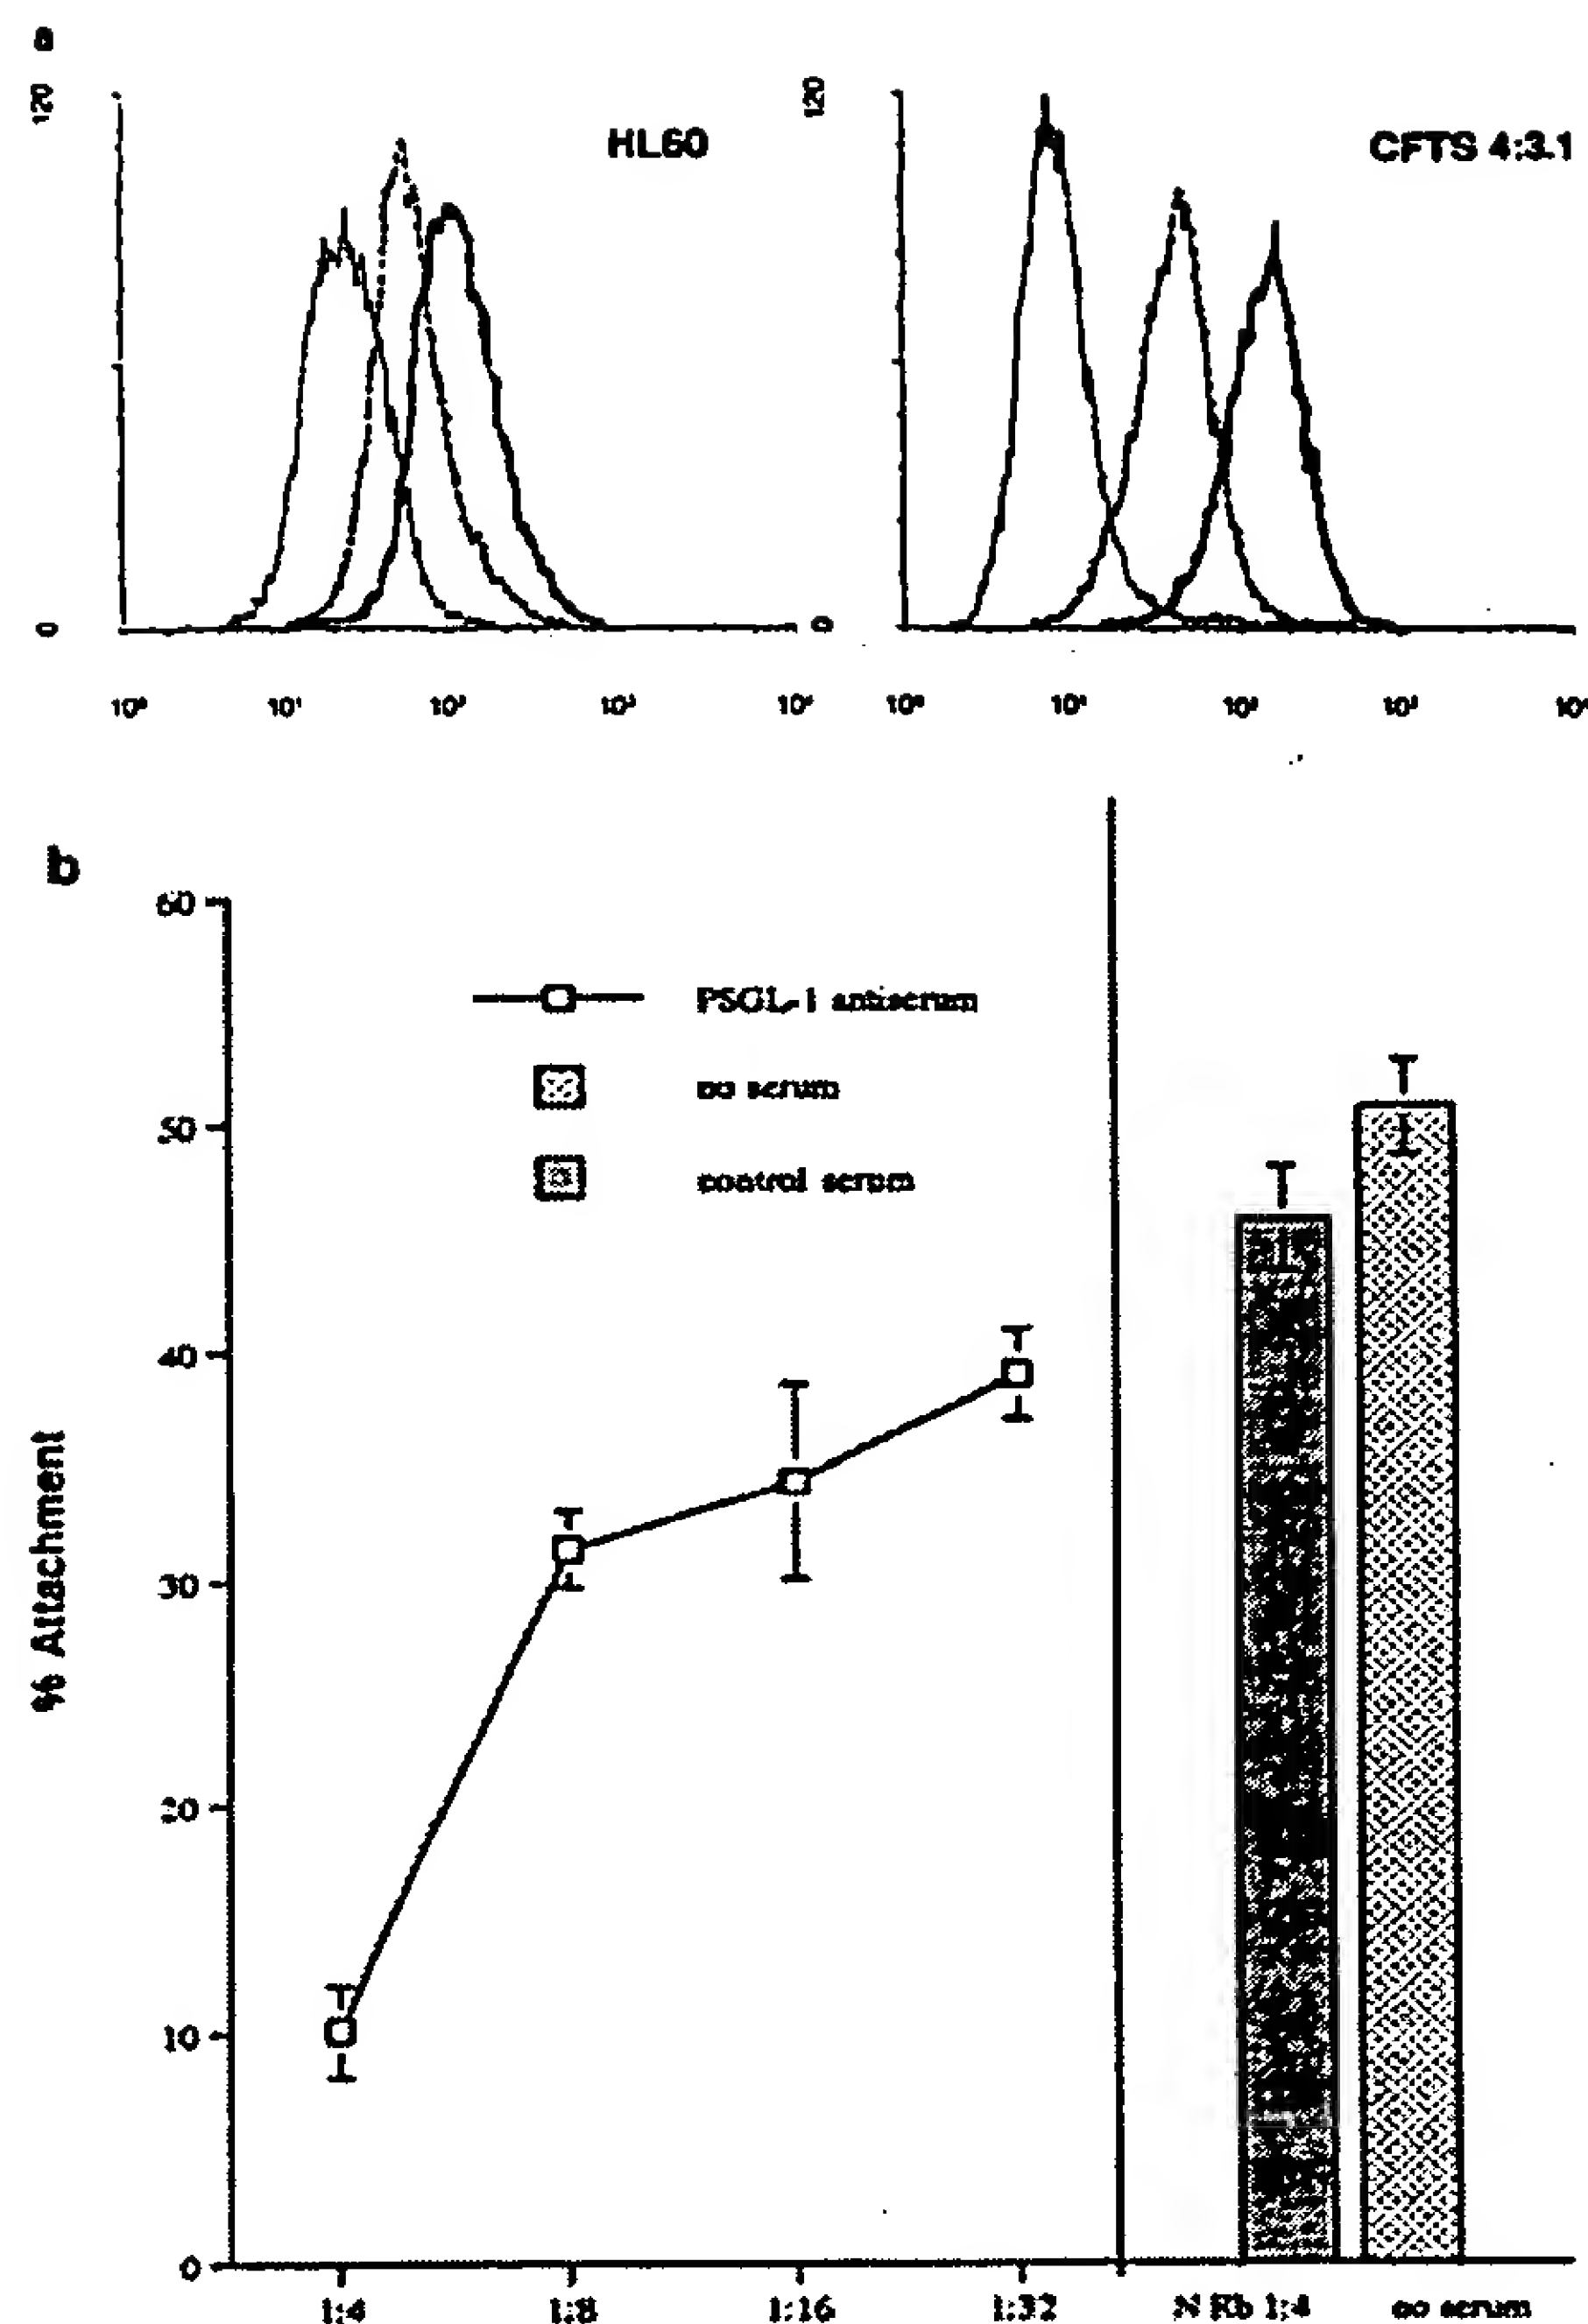 a
120
HL60
0
10⁰ 10¹ 10² 10³ 10⁴
120
CFTS 4:3.1
0
10⁰ 10¹ 10² 10³ 10⁴
b
60
50
40
30
20
10
0
% Attachment
PSGL-1 antiserum
no serum
control serum
1:4 1:8 1:16 1:32 N Rb 1:4 no serum